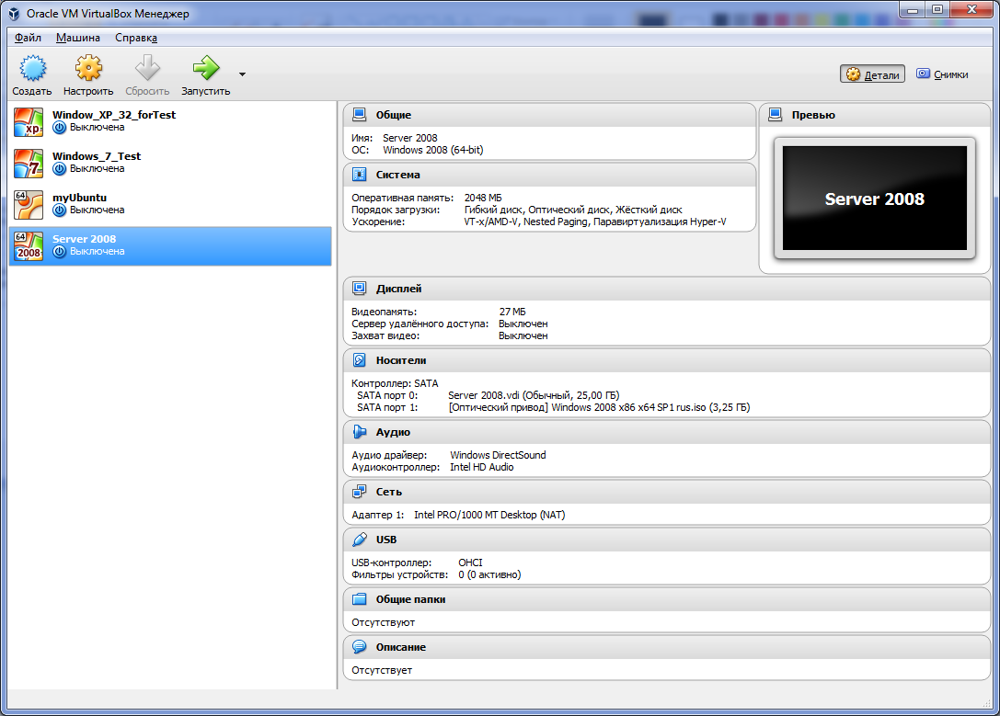 Oracle VM VirtualBox Менеджер
Файл Машина Справка
Создать Настроить Сбросить Запустить
Детали Снимки
Window_XP_32_forTest
xp
Выключена
Windows_7_Test
7
Выключена
myUbuntu
64
Выключена
Server 2008
64
2008
Выключена
Общие
Имя: Server 2008
ОС: Windows 2008 (64-bit)
Система
Оперативная память: 2048 МБ
Порядок загрузки: Гибкий диск, Оптический диск, Жёсткий диск
Ускорение: VT-x/AMD-V, Nested Paging, Паравиртуализация Hyper-V
Превью
Server 2008
Дисплей
Видеопамять: 27 МБ
Сервер удалённого доступа: Выключен
Захват видео: Выключен
Носители
Контроллер: SATA
SATA порт 0: Server 2008.vdi (Обычный, 25,00 ГБ)
SATA порт 1: [Оптический привод] Windows 2008 x86 x64 SP1 rus.iso (3,25 ГБ)
Аудио
Аудио драйвер: Windows DirectSound
Аудиоконтроллер: Intel HD Audio
Сеть
Адаптер 1: Intel PRO/1000 MT Desktop (NAT)
USB
USB-контроллер: OHCI
Фильтры устройств: 0 (0 активно)
Общие папки
Отсутствуют
Описание
Отсутствует